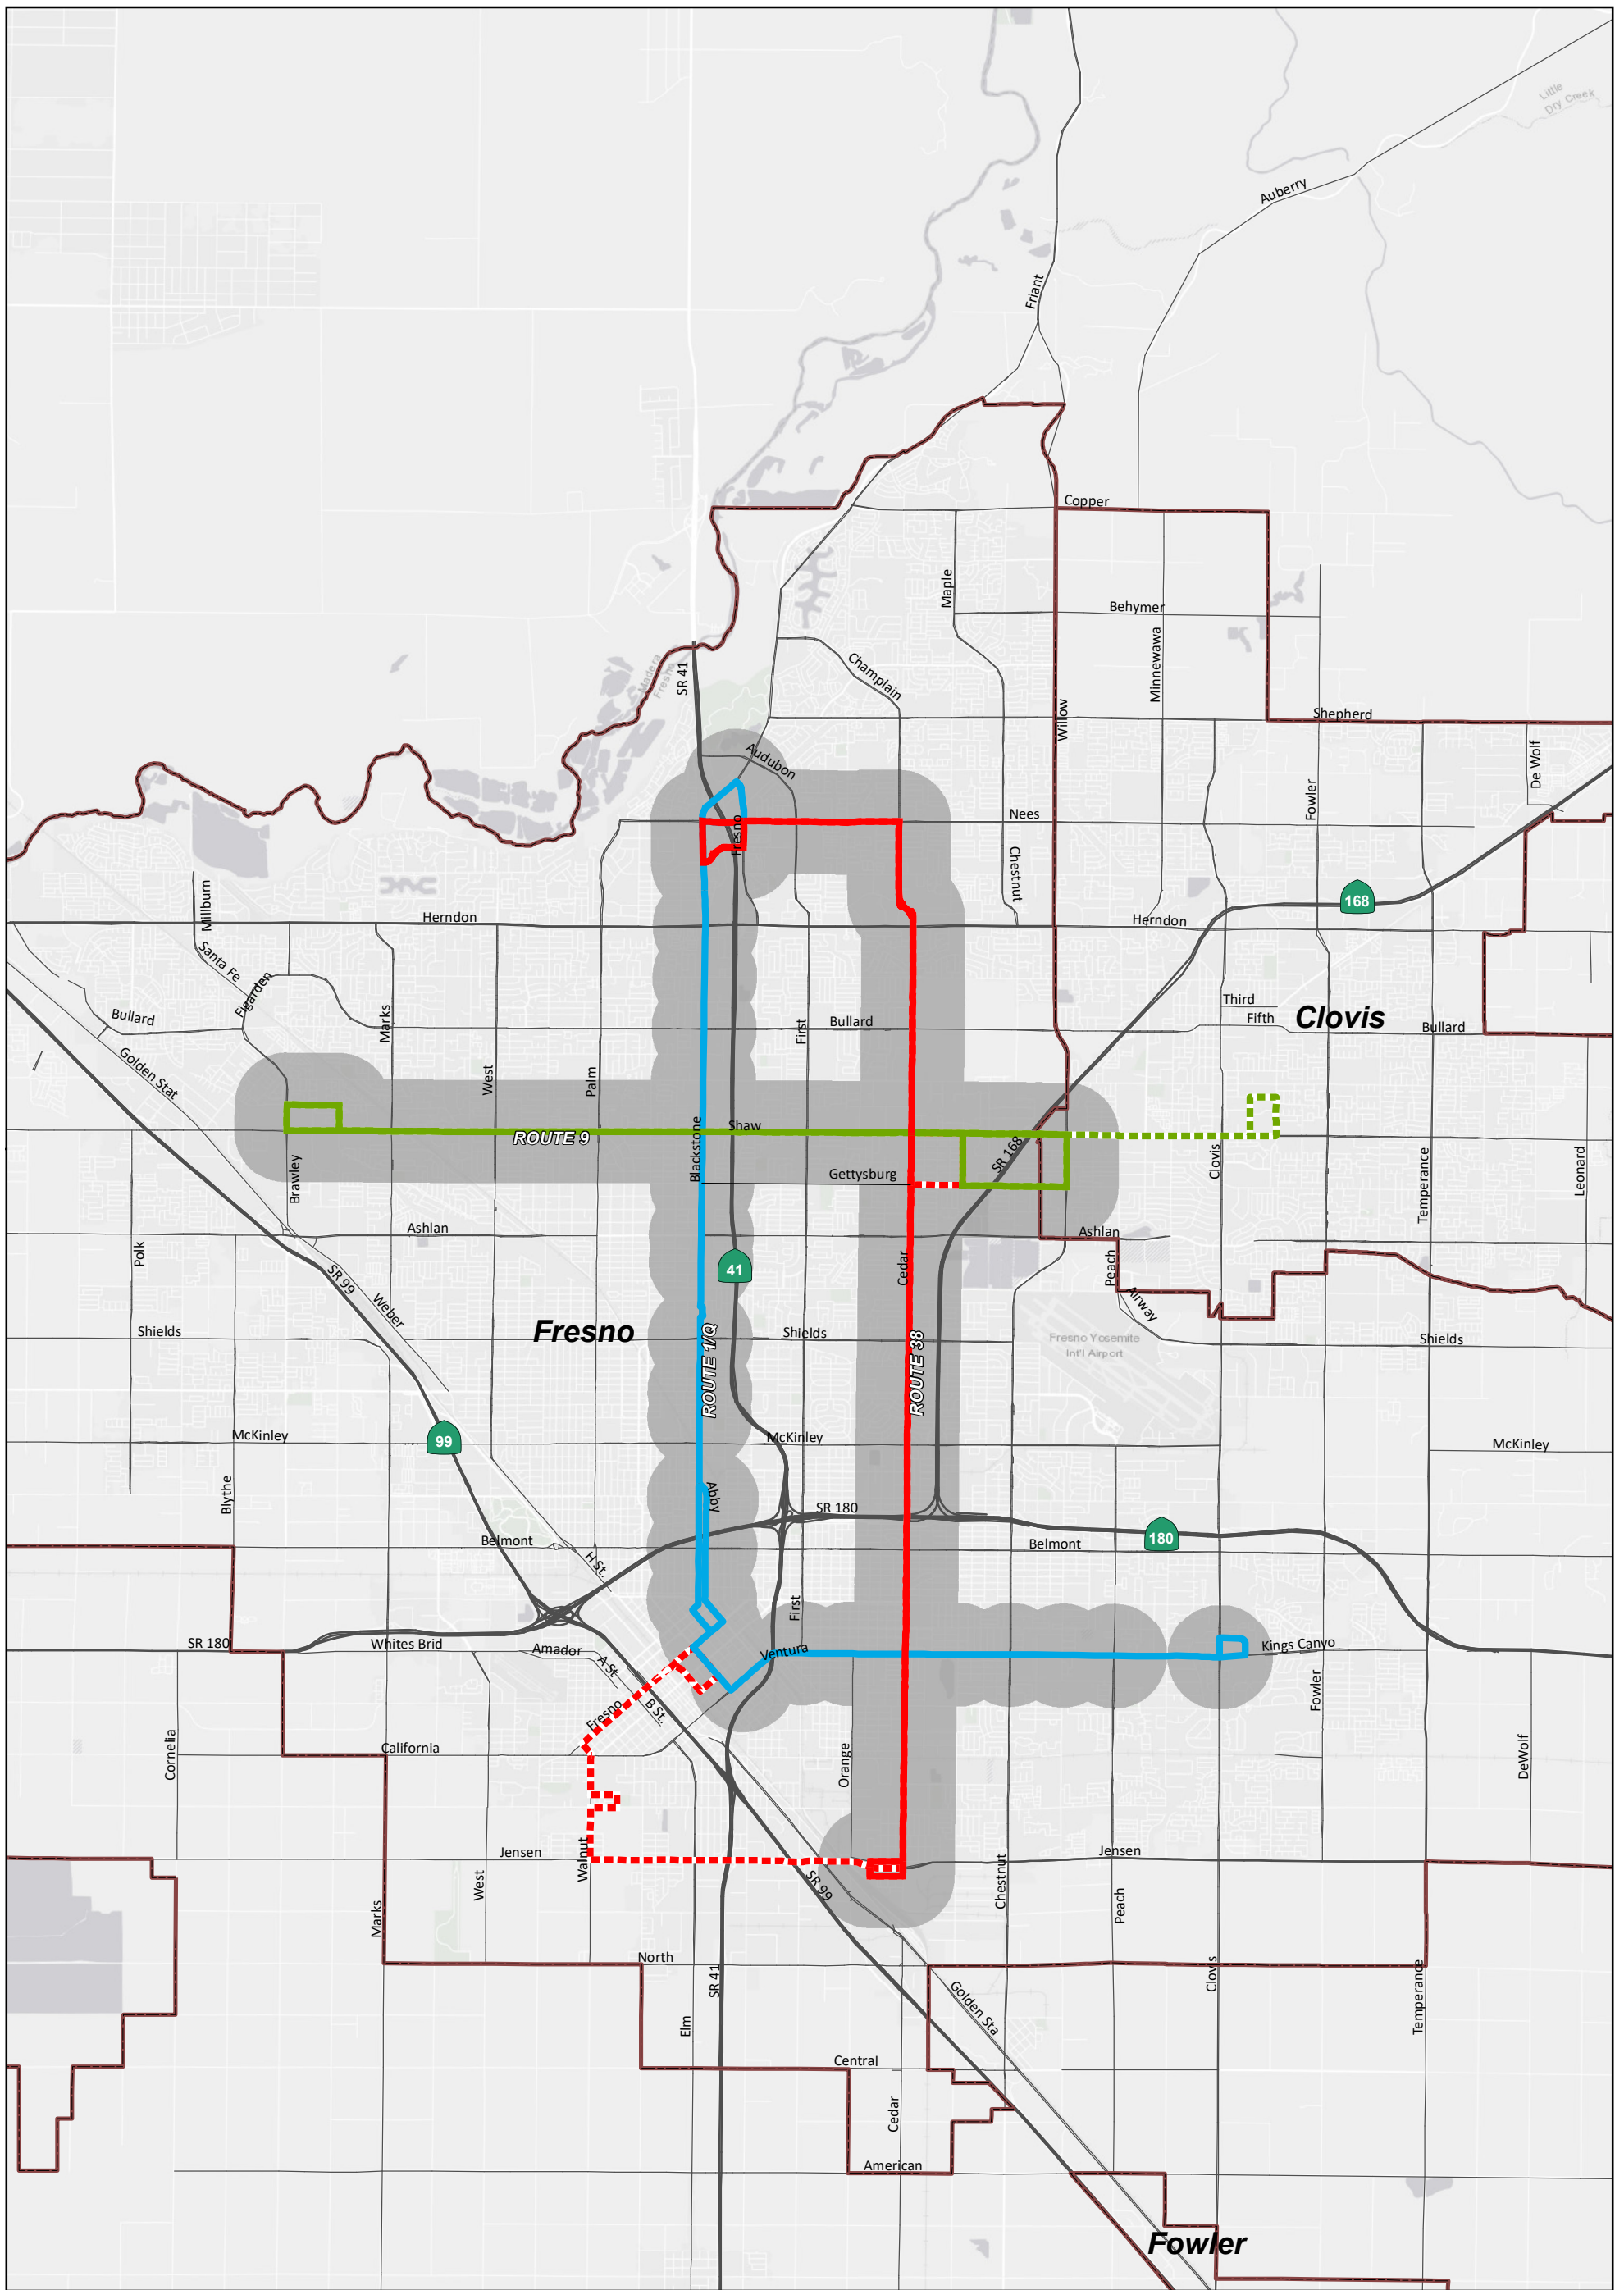 Little
Dry Creek
Auberry
Friant
Copper
Maple
Behymer
Minnewawa
Champlain
Madera
Fresno
SR 41
Willow
Shepherd
De Wolf
Audubon
Fowler
Nees
Fresno
Chestnut
Millburn
168
Herndon
Herndon
Santa Fe
Figarden
Third
Fifth
Clovis
Bullard
Marks
First
Bullard
Bullard
Golden Stat
West
Palm
Blackstone
Shaw
ROUTE 9
SR 168
Clovis
Temperance
Leonard
Brawley
Gettysburg
Ashlan
Ashlan
Polk
Cedar
Peach
41
SR 99
Weber
Airway
Fresno
Shields
Shields
Shields
ROUTE 1/Q
ROUTE 38
Fresno Yosemite
Int'l Airport
McKinley
99
McKinley
McKinley
Blythe
Abby
SR 180
180
Belmont
Belmont
H St.
First
SR 180
Whites Brid
Amador
A St
Ventura
Kings Canyo
Fowler
B St.
Fresno
Cornelia
California
Orange
DeWolf
Jensen
Walnut
Jensen
West
SR 99
Chestnut
Peach
Marks
North
SR 41
Clovis
Temperance
Golden Sta
Elm
Central
Cedar
American
Fowler